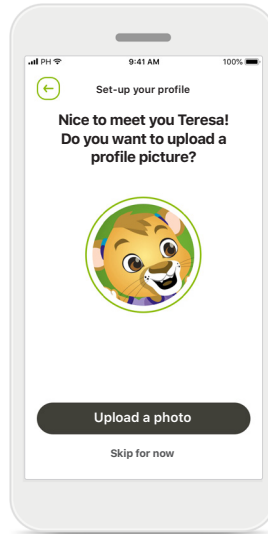 PH 9:41 AM 100%
Set-up your profile
Nice to meet you Teresa!
Do you want to upload a
profile picture?
Upload a photo
Skip for now